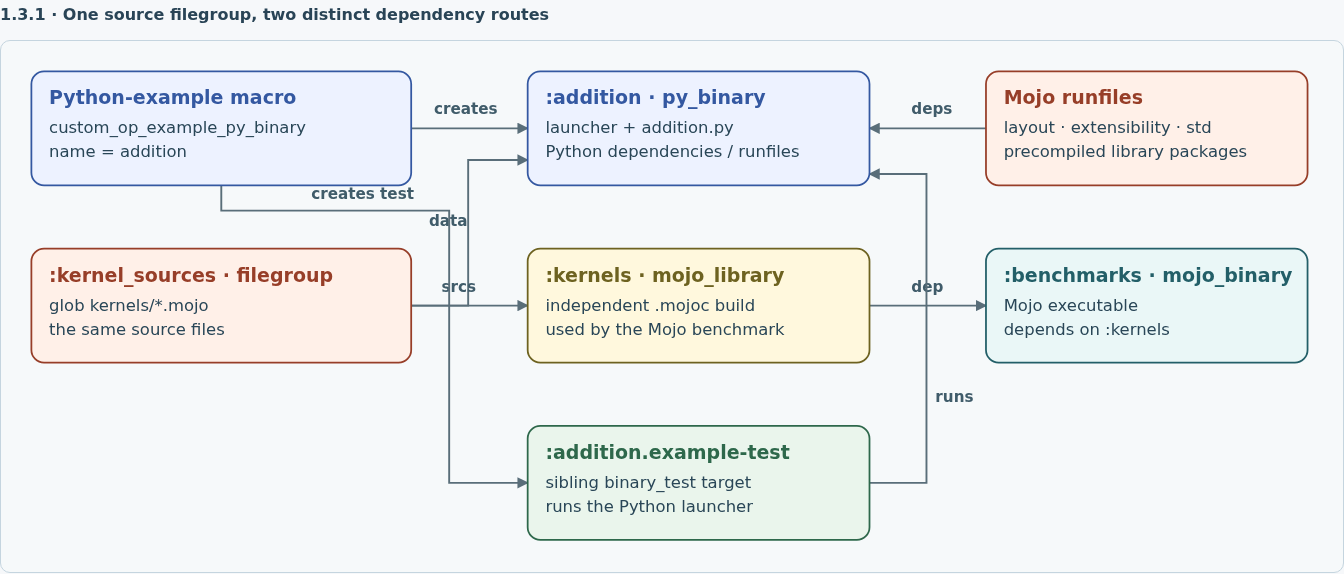 1.3.1 · One source filegroup, two distinct dependency routes
Python-example macro
custom_op_example_py_binary
name = addition
creates
:addition · py_binary
launcher + addition.py
Python dependencies / runfiles
deps
Mojo runfiles
layout · extensibility · std
precompiled library packages
creates test
data
:kernel_sources · filegroup
glob kernels/*.mojo
the same source files
srcs
:kernels · mojo_library
independent .mojoc build
used by the Mojo benchmark
dep
:benchmarks · mojo_binary
Mojo executable
depends on :kernels
runs
:addition.example-test
sibling binary_test target
runs the Python launcher